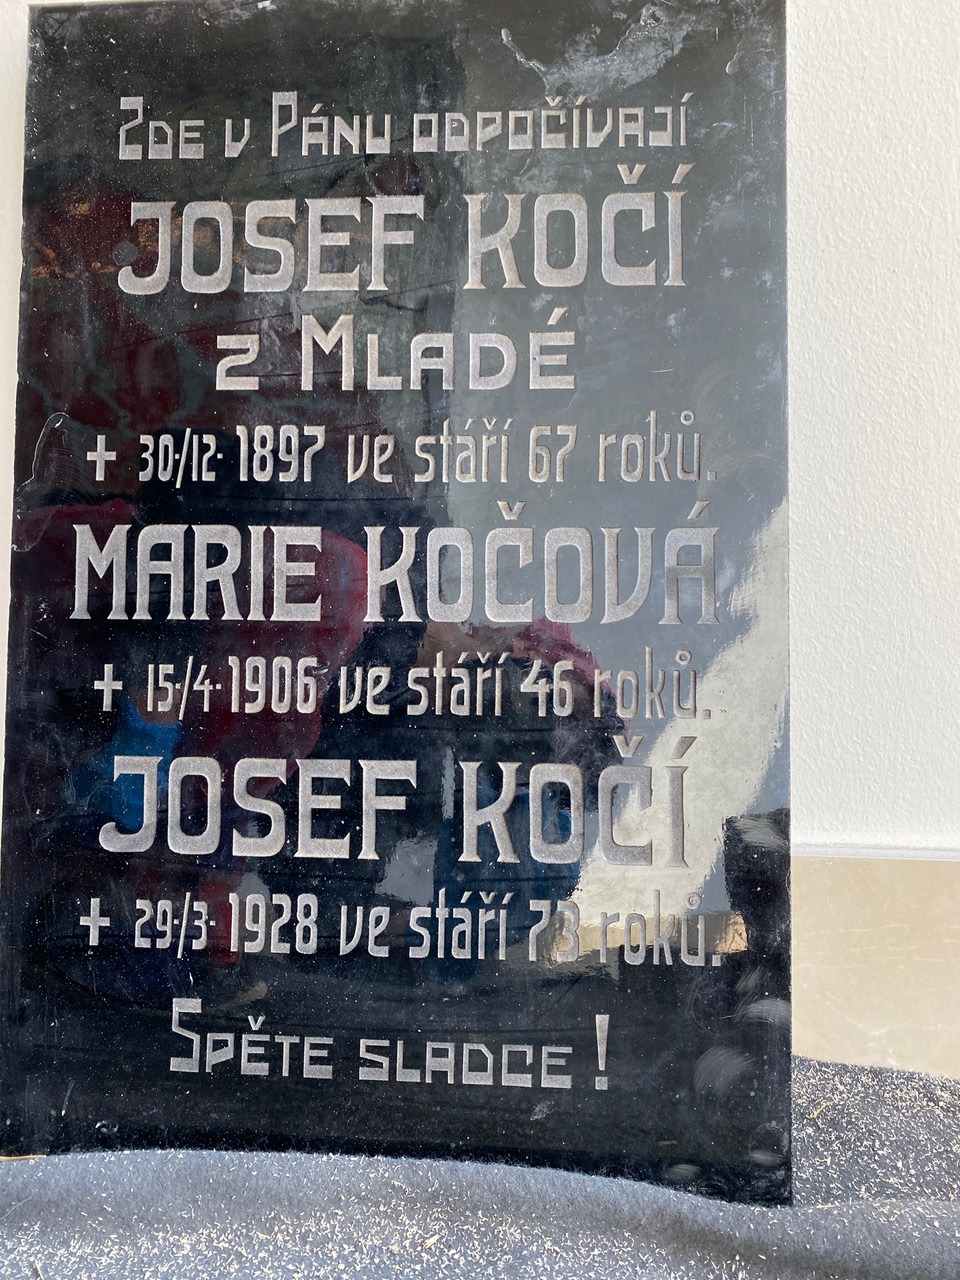 Zde v Pánu odpočívají
JOSEF KOČÍ
z Mladé
+ 30/12 1897 ve stáří 67 roků.
MARIE KOČOVÁ
+ 15/4 1906 ve stáří 46 roků.
JOSEF KOČÍ
+ 29/3 1928 ve stáří 73 roků.
Spěte sladce!